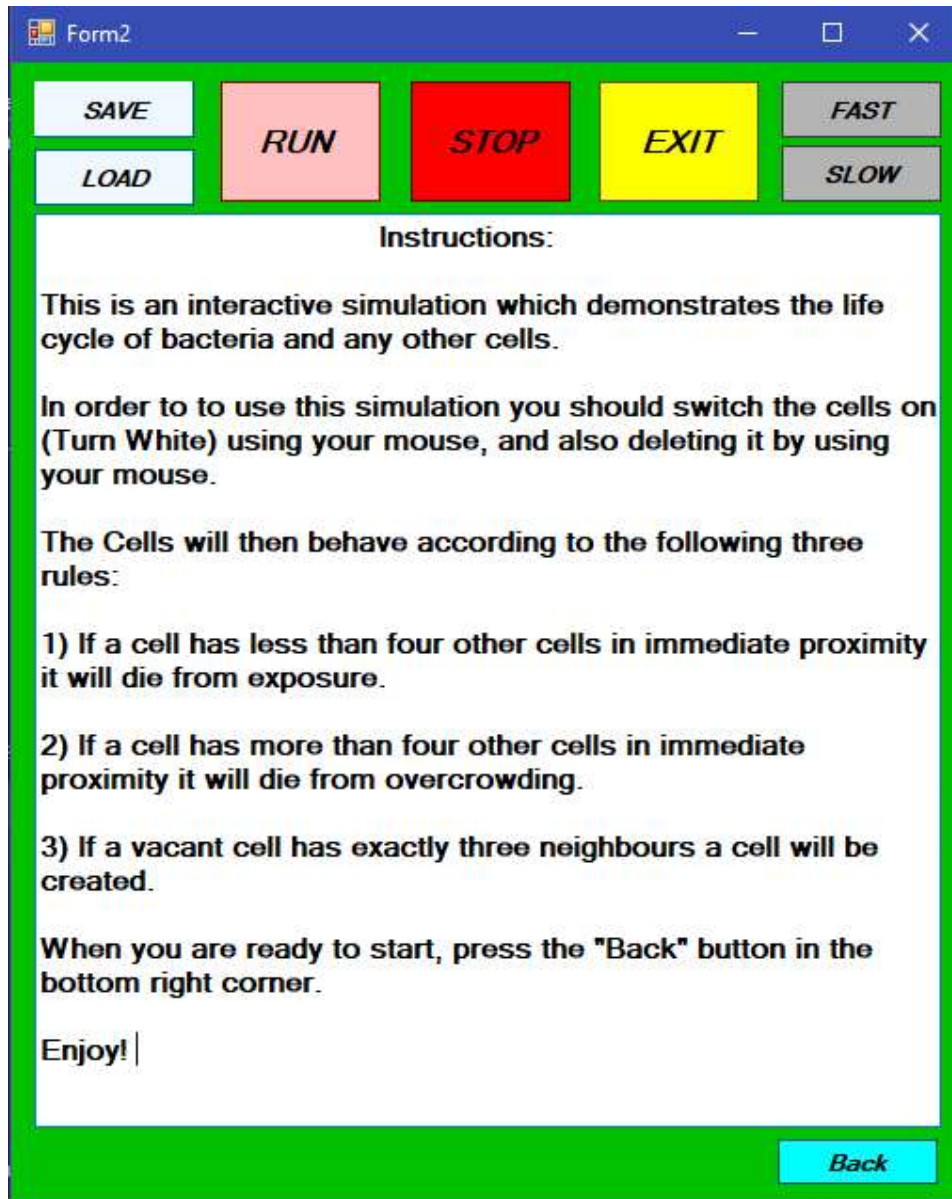 Form2
SAVE
LOAD
RUN
STOP
EXIT
FAST
SLOW
Instructions:
This is an interactive simulation which demonstrates the life
cycle of bacteria and any other cells.
In order to to use this simulation you should switch the cells on
(Turn White) using your mouse, and also deleting it by using
your mouse.
The Cells will then behave according to the following three
rules:
1) If a cell has less than four other cells in immediate proximity
it will die from exposure.
2) If a cell has more than four other cells in immediate
proximity it will die from overcrowding.
3) If a vacant cell has exactly three neighbours a cell will be
created.
When you are ready to start, press the "Back" button in the
bottom right corner.
Enjoy!
Back